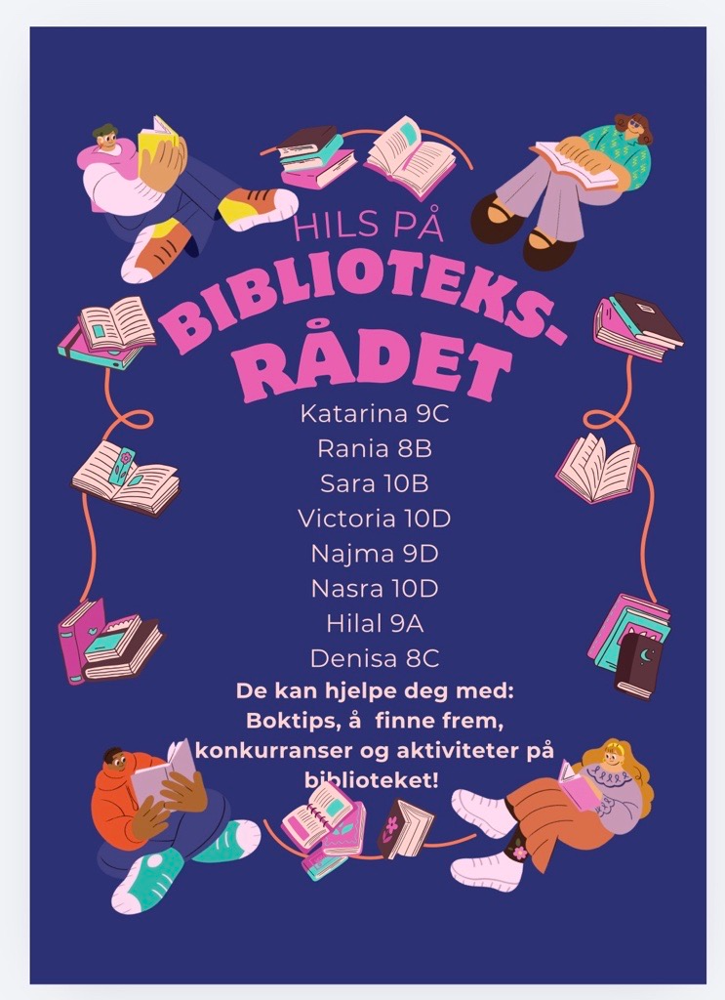 HILS PÅ
BIBLIOTEKS-
RÅDET
Katarina 9C
Rania 8B
Sara 10B
Victoria 10D
Najma 9D
Nasra 10D
Hilal 9A
Denisa 8C
De kan hjelpe deg med:
Boktips, å finne frem,
konkurranser og aktiviteter på
biblioteket!